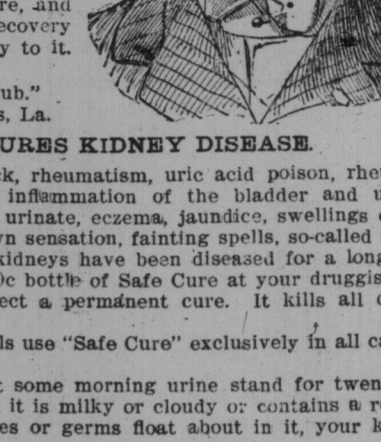 re, and
ecovery
y to it.
ub."
s, La.
URES KIDNEY DISEASE.
ck, rheumatism, uric acid poison, rhe
inflammation of the bladder and u
urinate, eczema, jaundice, swellings
wn sensation, fainting spells, so-called
kidneys have been diseased for a long
0c bottle of Safe Cure at your druggis
ect a permanent cure. It kills all
ls use "Safe Cure" exclusively in all ca
t some morning urine stand for twen
it is milky or cloudy or contains a r
es or germs float about in it, your k